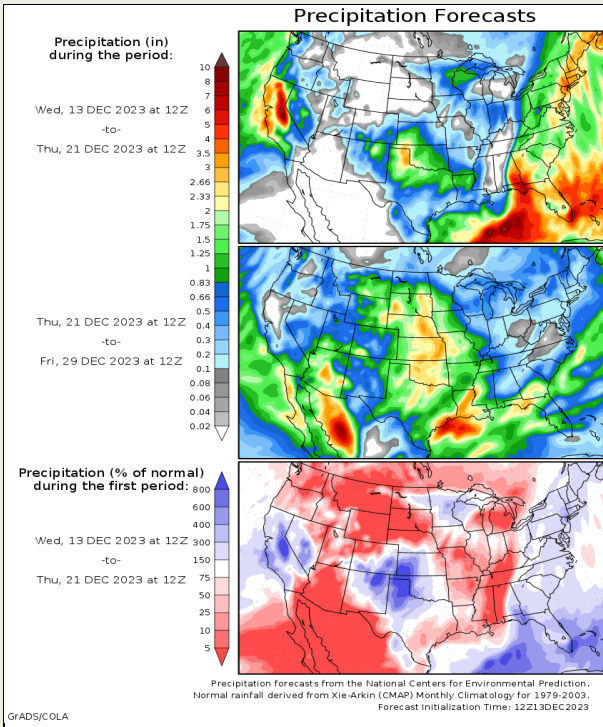 Precipitation Forecasts
Precipitation (in)
during the period:
Wed, 13 DEC 2023 at 12Z
-to-
Thu, 21 DEC 2023 at 12Z
10
8
7
6
5
4
3.5
3
2.66
2.33
2
1.75
1.5
1.25
1
0.83
0.66
0.5
0.4
0.3
0.2
0.1
0.08
0.06
0.04
0.02
Thu, 21 DEC 2023 at 12Z
-to-
Fri, 29 DEC 2023 at 12Z
Precipitation (% of normal)
during the first period:
Wed, 13 DEC 2023 at 12Z
-to-
Thu, 21 DEC 2023 at 12Z
800
600
400
300
150
75
50
25
10
5
Precipitation forecasts from the National Centers for Environmental Prediction.
Normal rainfall derived from Xie-Arkin (CMAP) Monthly Climatology for 1979-2003.
Forecast Initialization Time: 12Z13DEC2023
GrADS/COLA